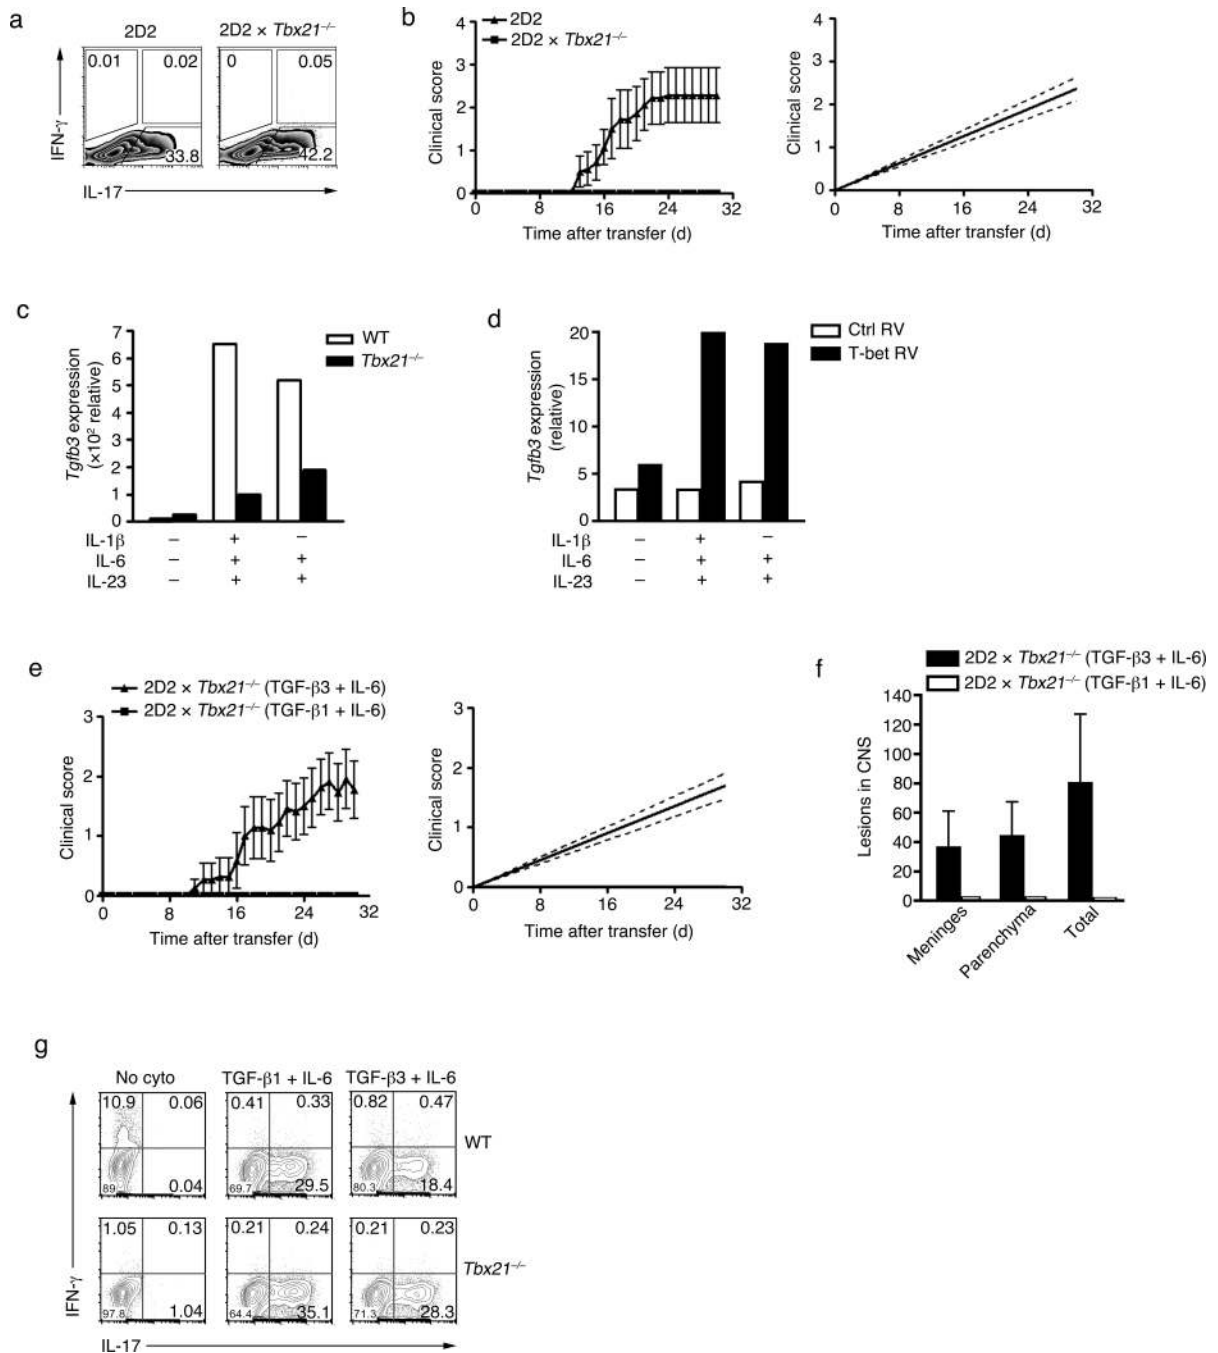 a
2D2
2D2 × Tbx21–/–
0.01
0.02
33.8
0
0.05
42.2
IFN-γ
IL-17
b
2D2
2D2 × Tbx21–/–
Clinical score
4
3
2
1
0
0 8 16 24 32
Time after transfer (d)
Clinical score
4
3
2
1
0
0 8 16 24 32
Time after transfer (d)
c
WT
Tbx21–/–
Tgfb3 expression
(×10² relative)
7
6
5
4
3
2
1
0
IL-1β – + –
IL-6 – + +
IL-23 – + +
d
Ctrl RV
T-bet RV
Tgfb3 expression
(relative)
20
15
10
5
0
– + –
– + +
– + +
e
2D2 × Tbx21–/– (TGF-β3 + IL-6)
2D2 × Tbx21–/– (TGF-β1 + IL-6)
Clinical score
3
2
1
0
0 8 16 24 32
Time after transfer (d)
Clinical score
3
2
1
0
0 8 16 24 32
Time after transfer (d)
f
2D2 × Tbx21–/– (TGF-β3 + IL-6)
2D2 × Tbx21–/– (TGF-β1 + IL-6)
Lesions in CNS
140
120
100
80
60
40
20
0
Meninges
Parenchyma
Total
g
No cyto
TGF-β1 + IL-6
TGF-β3 + IL-6
10.9 0.06
89 0.04
0.41 0.33
69.7 29.5
0.82 0.47
80.3 18.4
WT
1.05 0.13
97.8 1.04
0.21 0.24
64.4 35.1
0.21 0.23
71.3 28.3
Tbx21–/–
IFN-γ
IL-17